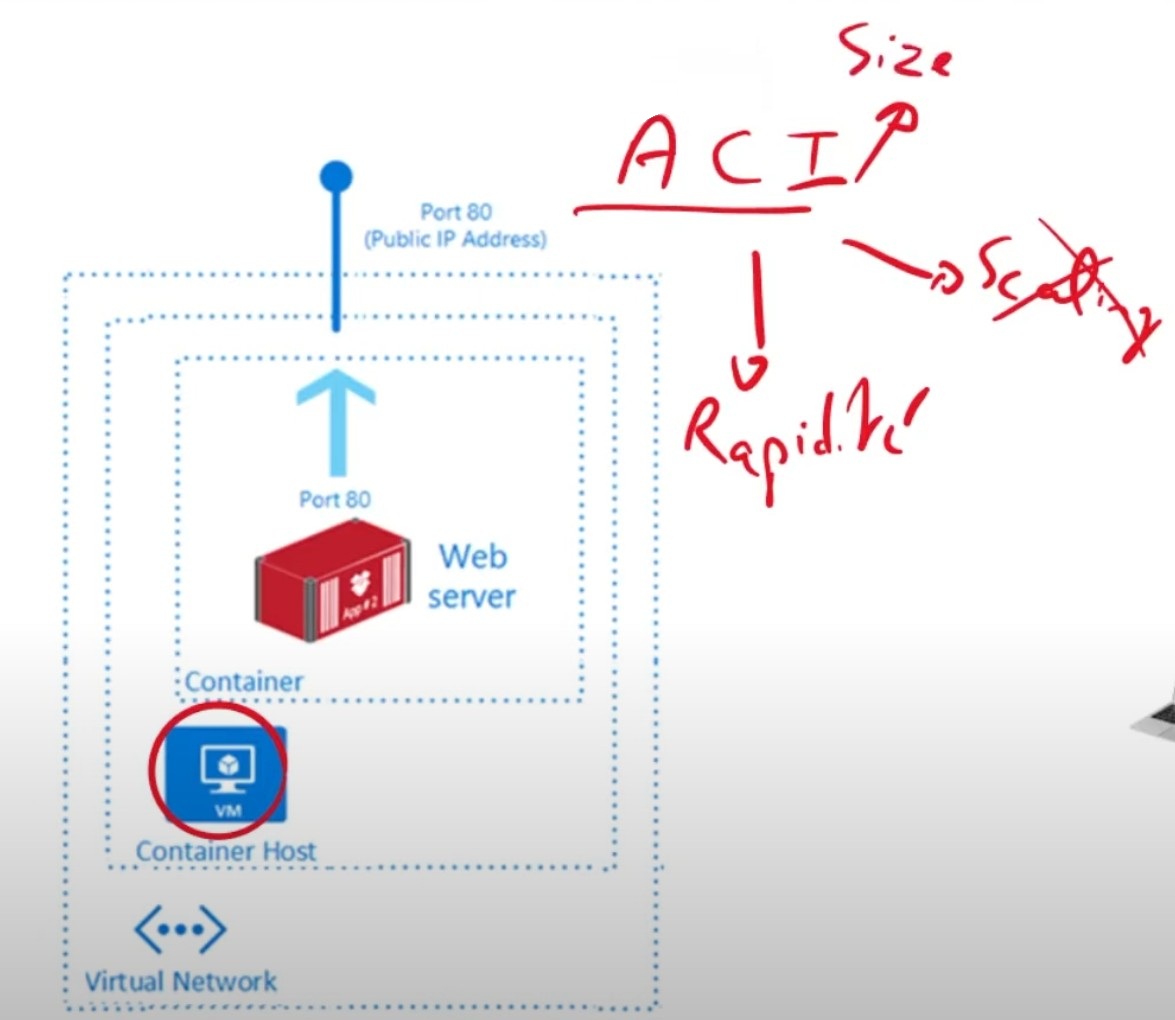 Size
ACI
Port 80
(Public IP Address)
Scaling
Rapidité
Port 80
Web
server
App # 2
Container
VM
Container Host
Virtual Network